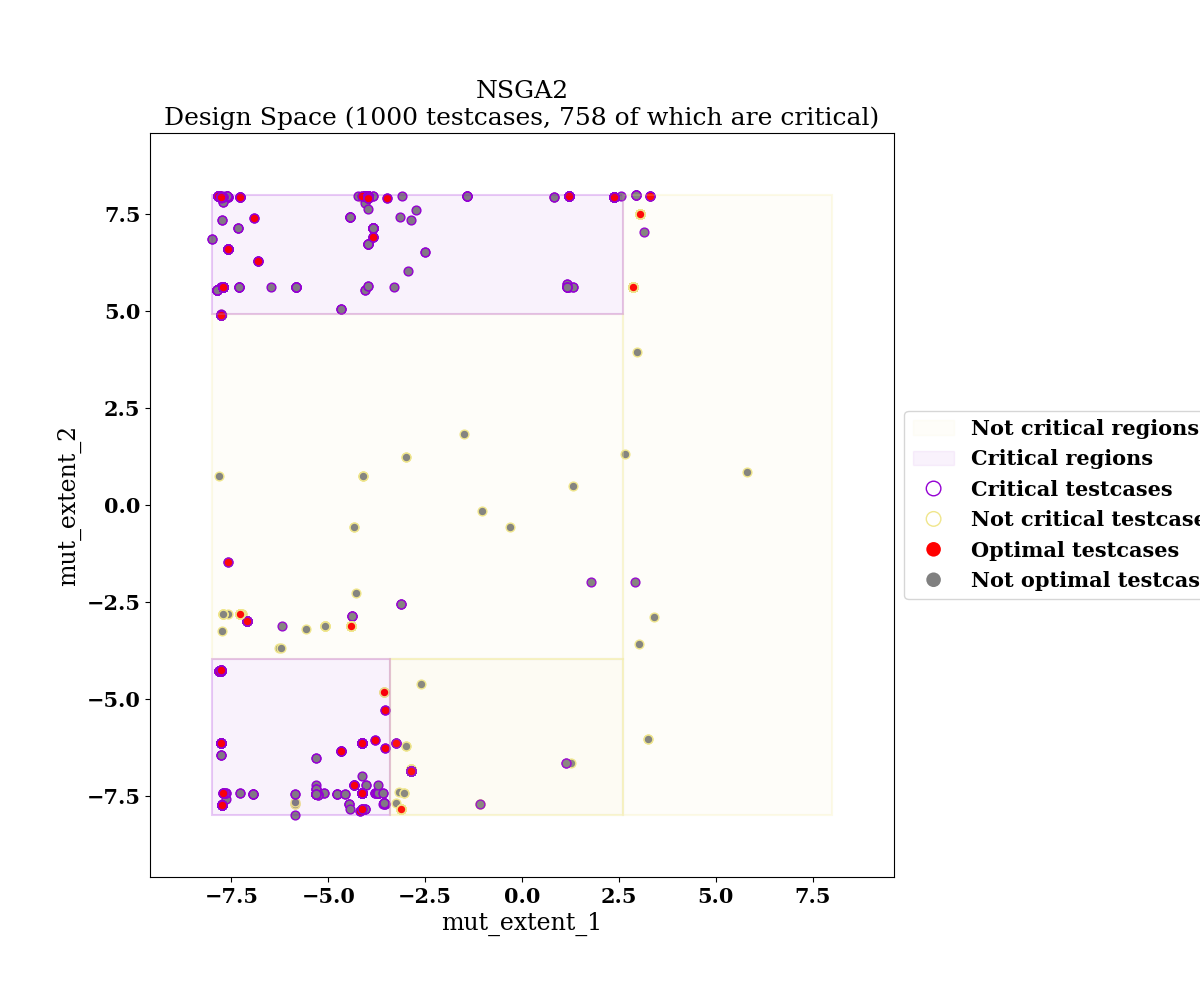 NSGA2
Design Space (1000 testcases, 758 of which are critical)
7.5
5.0
2.5
0.0
−2.5
−5.0
−7.5
mut_extent_2
−7.5 −5.0 −2.5 0.0 2.5 5.0 7.5
mut_extent_1
Not critical regions
Critical regions
Critical testcases
Not critical testcase
Optimal testcases
Not optimal testcas